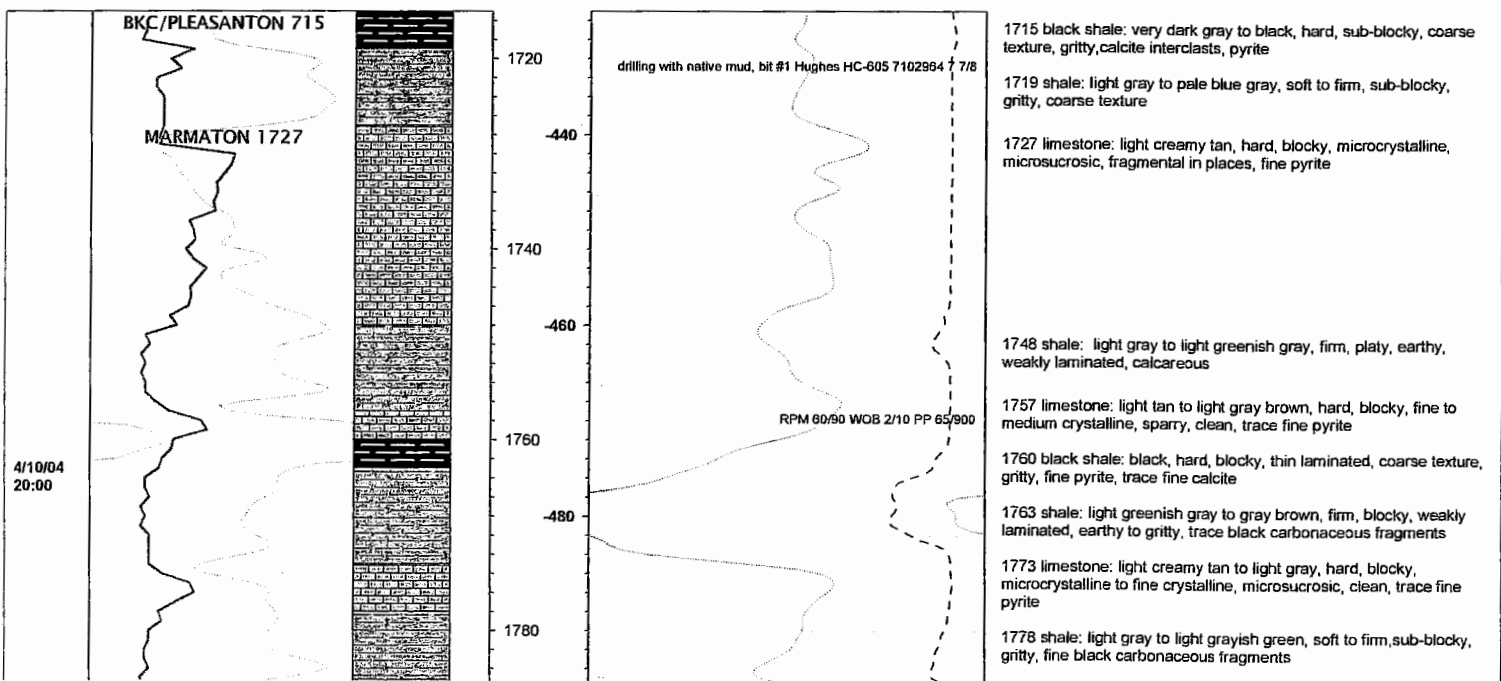 BKC/PLEASANTON 715
MARMATON 1727
4/10/04
20:00
1720
1740
1760
1780
drilling with native mud, bit #1 Hughes HC-605 7102964 7 7/8
-440
-460
RPM 60/90 WOB 2/10 PP 65/900
-480
1715 black shale: very dark gray to black, hard, sub-blocky, coarse
texture, gritty,calcite interclasts, pyrite
1719 shale: light gray to pale blue gray, soft to firm, sub-blocky,
gritty, coarse texture
1727 limestone: light creamy tan, hard, blocky, microcrystalline,
microsucrosic, fragmental in places, fine pyrite
1748 shale: light gray to light greenish gray, firm, platy, earthy,
weakly laminated, calcareous
1757 limestone: light tan to light gray brown, hard, blocky, fine to
medium crystalline, sparry, clean, trace fine pyrite
1760 black shale: black, hard, blocky, thin laminated, coarse texture,
gritty, fine pyrite, trace fine calcite
1763 shale: light greenish gray to gray brown, firm, blocky, weakly
laminated, earthy to gritty, trace black carbonaceous fragments
1773 limestone: light creamy tan to light gray, hard, blocky,
microcrystalline to fine crystalline, microsucrosic, clean, trace fine
pyrite
1778 shale: light gray to light grayish green, soft to firm,sub-blocky,
gritty, fine black carbonaceous fragments